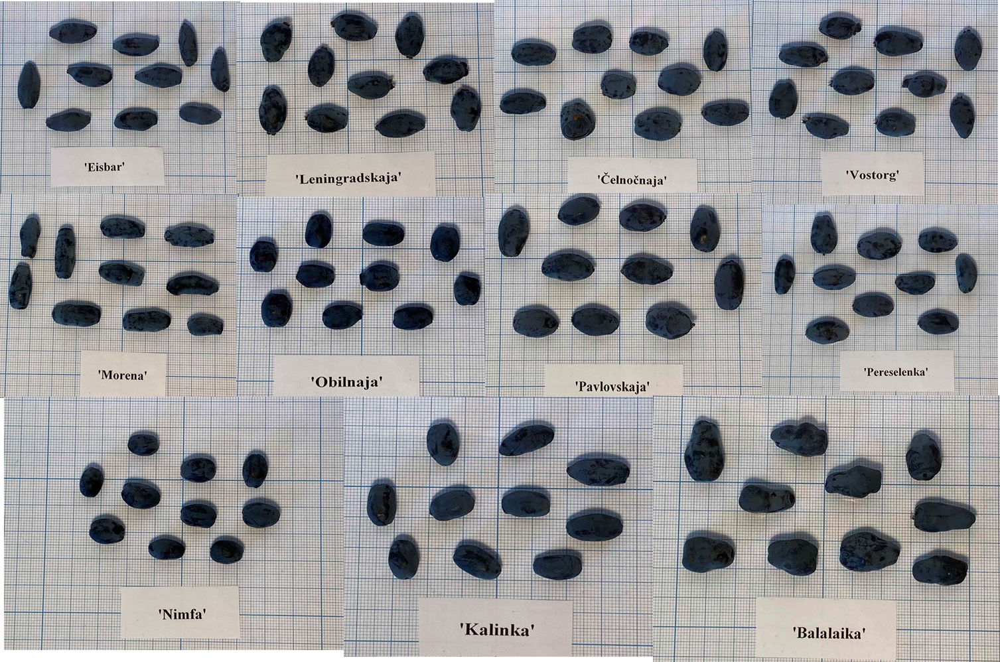 'Eisbar'
'Leningradskaja'
'Čelnočnaja'
'Vostorg'
'Morena'
'Obilnaja'
'Pavlovskaja'
'Pereselenka'
'Nimfa'
'Kalinka'
'Balalaika'